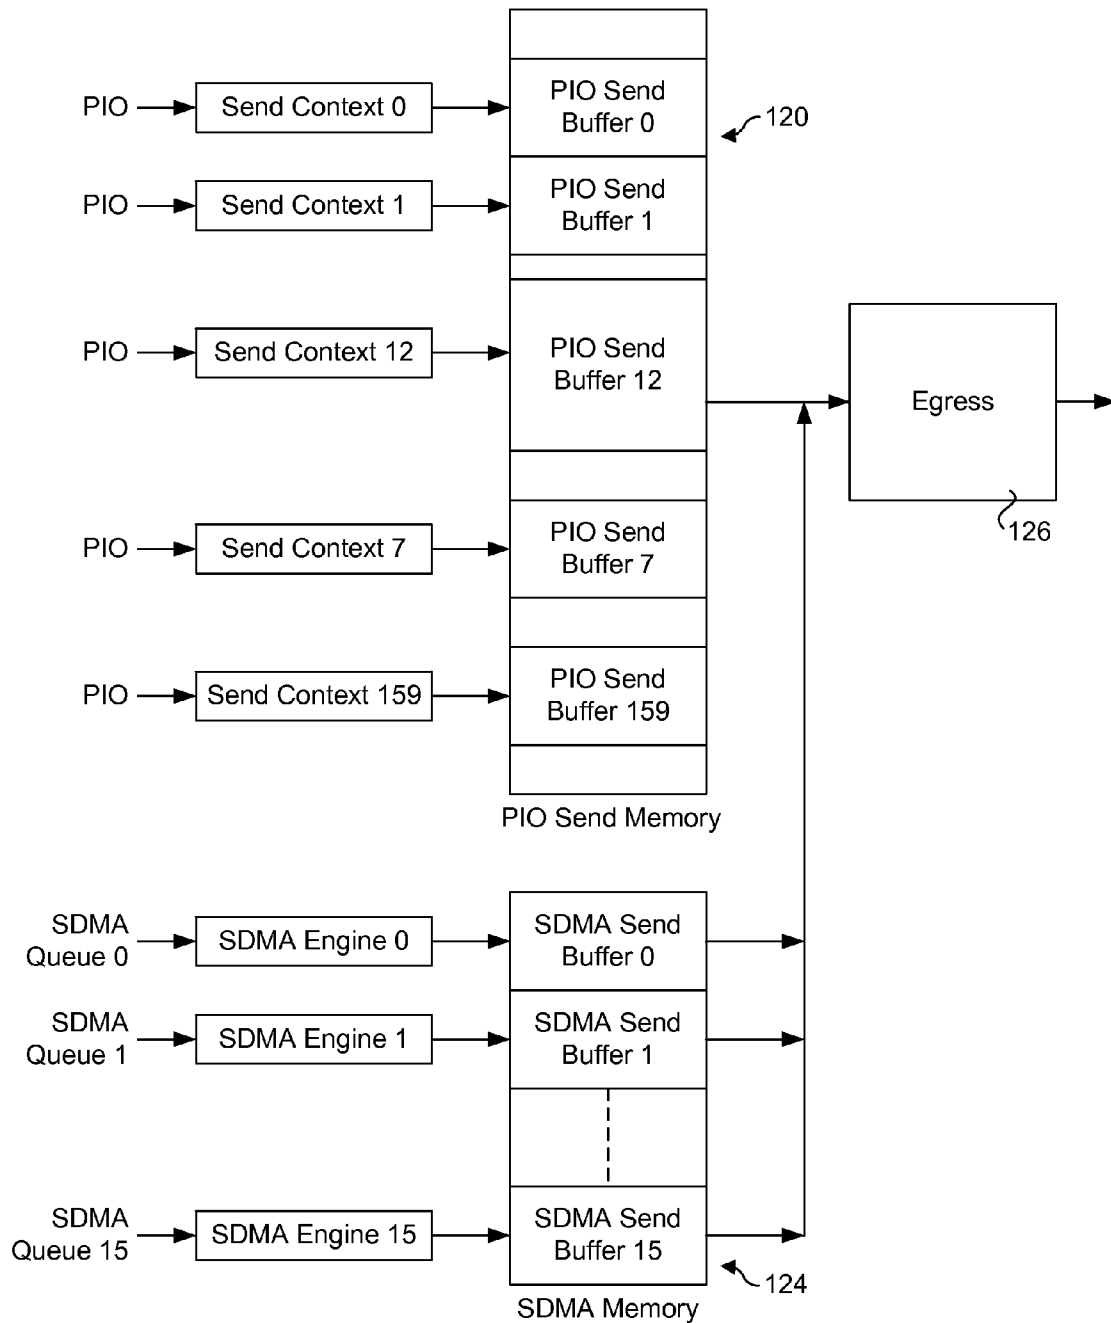 PIO
Send Context 0
PIO Send
Buffer 0
120
PIO
Send Context 1
PIO Send
Buffer 1
PIO
Send Context 12
PIO Send
Buffer 12
Egress
126
PIO
Send Context 7
PIO Send
Buffer 7
PIO
Send Context 159
PIO Send
Buffer 159
PIO Send Memory
SDMA
Queue 0
SDMA Engine 0
SDMA Send
Buffer 0
SDMA
Queue 1
SDMA Engine 1
SDMA Send
Buffer 1
SDMA
Queue 15
SDMA Engine 15
SDMA Send
Buffer 15
124
SDMA Memory